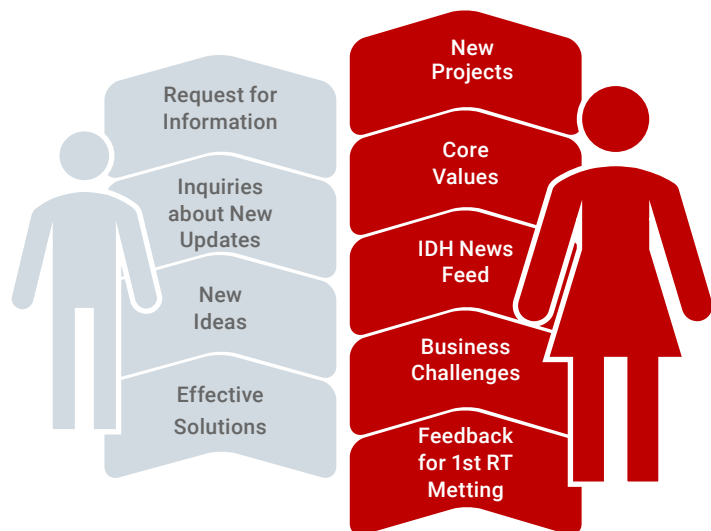 Request for
Information
Inquiries
about New
Updates
New
Ideas
Effective
Solutions
New
Projects
Core
Values
IDH News
Feed
Business
Challenges
Feedback
for 1st RT
Metting